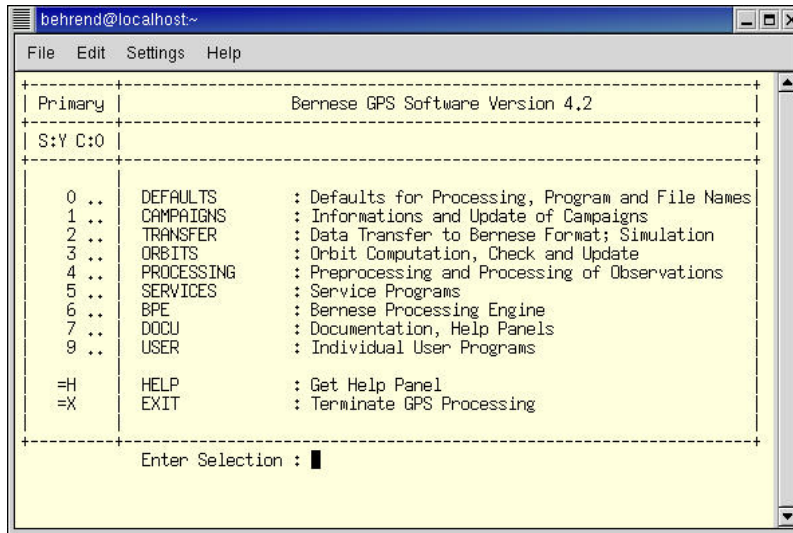 behrend@localhost:~
File Edit Settings Help
Primary | Bernese GPS Software Version 4.2
S:Y C:0
0 .. | DEFAULTS : Defaults for Processing, Program and File Names
1 .. | CAMPAIGNS : Informations and Update of Campaigns
2 .. | TRANSFER : Data Transfer to Bernese Format; Simulation
3 .. | ORBITS : Orbit Computation, Check and Update
4 .. | PROCESSING : Preprocessing and Processing of Observations
5 .. | SERVICES : Service Programs
6 .. | BPE : Bernese Processing Engine
7 .. | DOCU : Documentation, Help Panels
9 .. | USER : Individual User Programs
=H | HELP : Get Help Panel
=X | EXIT : Terminate GPS Processing
Enter Selection :